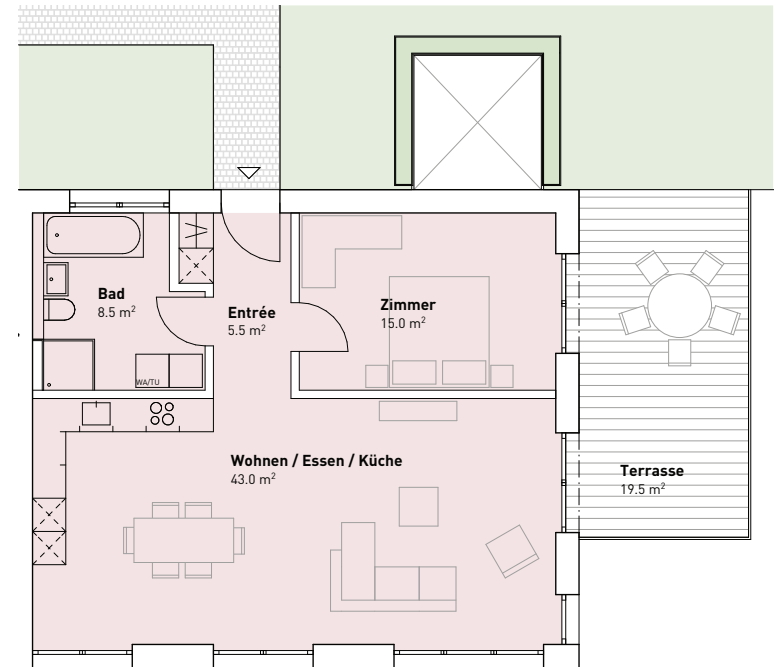 Bad
8.5 m²
Entrée
5.5 m²
Zimmer
15.0 m²
WA/TU
Wohnen / Essen / Küche
43.0 m²
Terrasse
19.5 m²